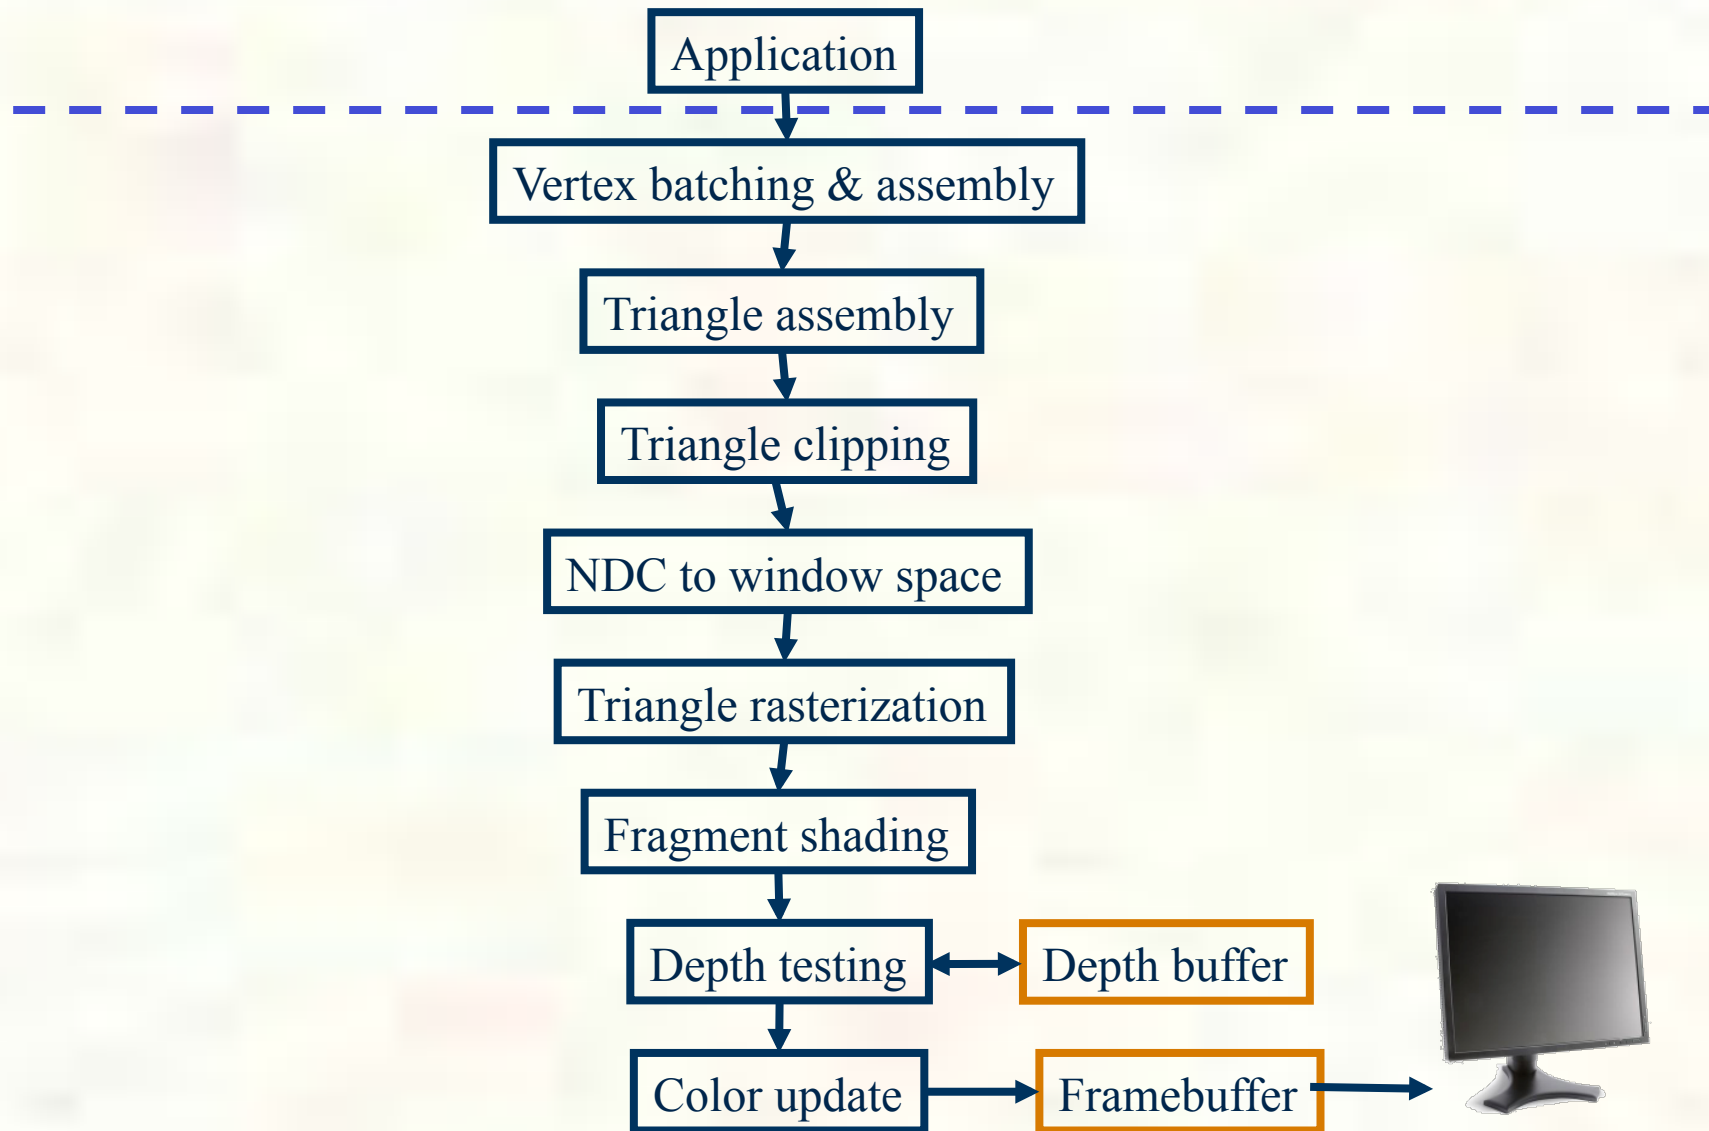 Application
Vertex batching & assembly
Triangle assembly
Triangle clipping
NDC to window space
Triangle rasterization
Fragment shading
Depth testing
Depth buffer
Color update
Framebuffer